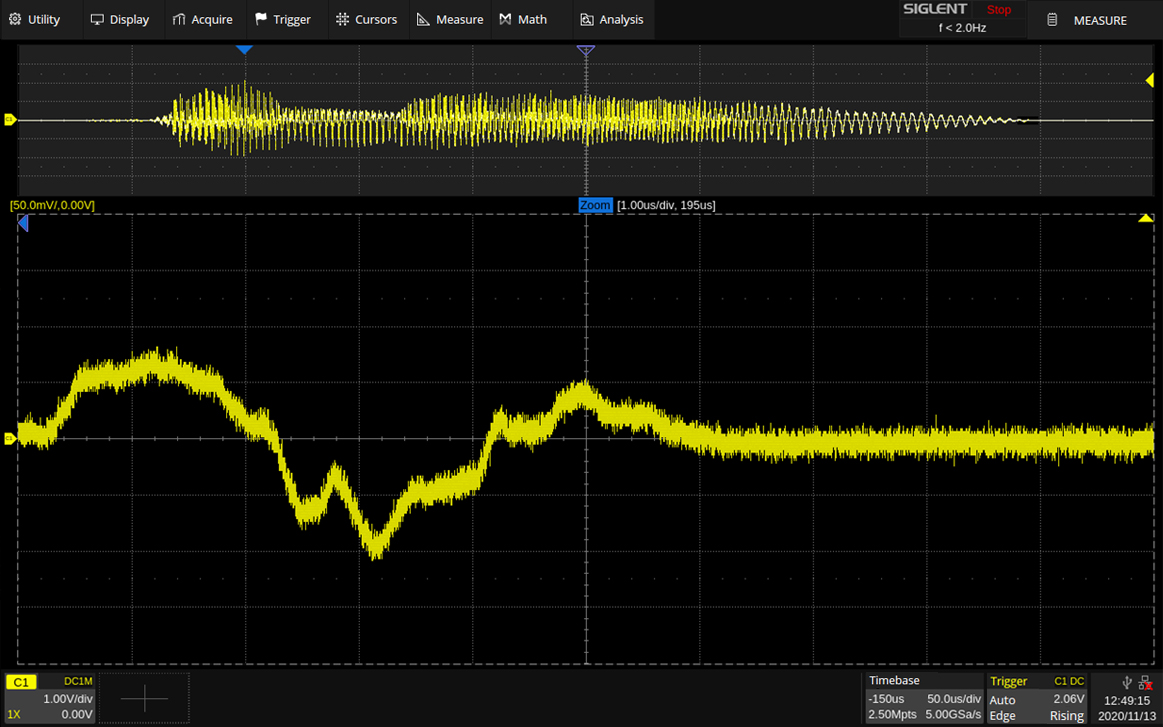 Utility Display Acquire Trigger Cursors Measure Math Analysis SIGLENT Stop MEASURE
f < 2.0Hz
C1
[50.0mV/,0.00V] Zoom [1.00us/div, 195us]
C1
C1 DC1M
1.00V/div
1X 0.00V
Timebase
-150us 50.0us/div
2.50Mpts 5.00GSa/s
Trigger C1 DC
Auto 2.06V
Edge Rising
12:49:15
2020/11/13